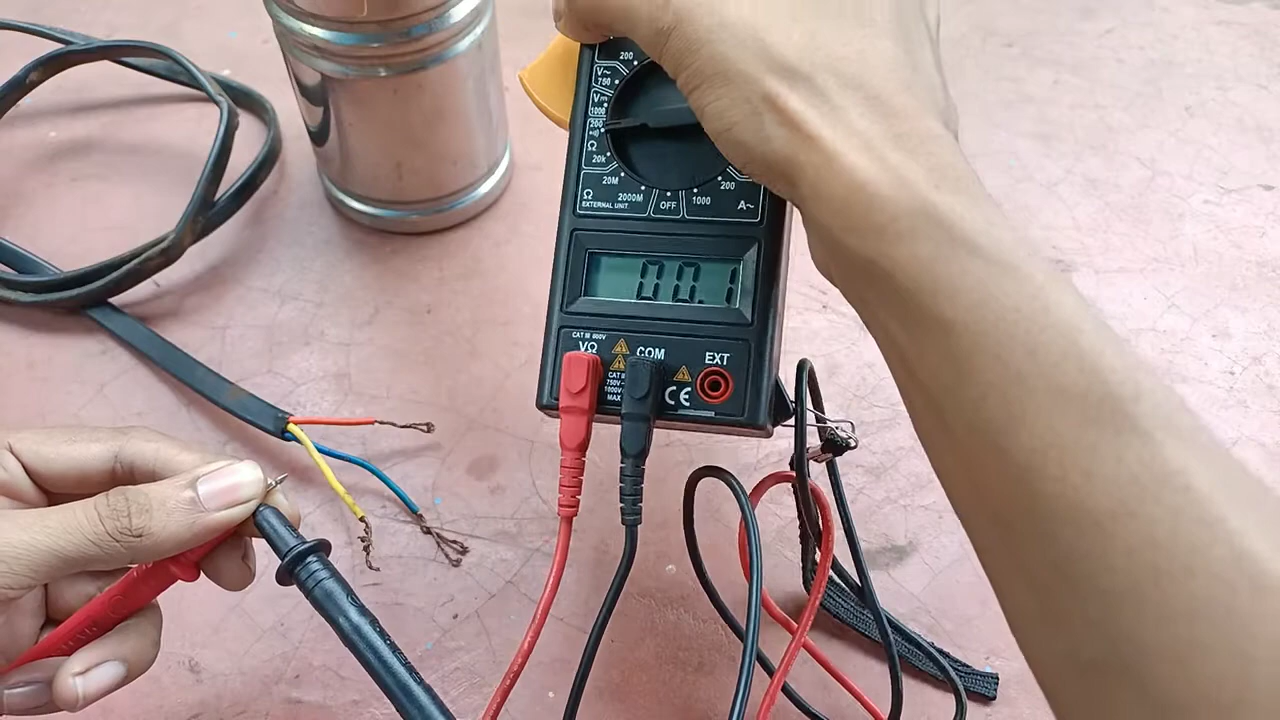 200
V~
750
V⎓
1000
200
Ω
20k
20M
2000M
Ω
EXTERNAL UNIT
OFF
1000
200
A~
00.1
CAT III 600V
VΩ
COM
EXT
750V~
MAX
CE